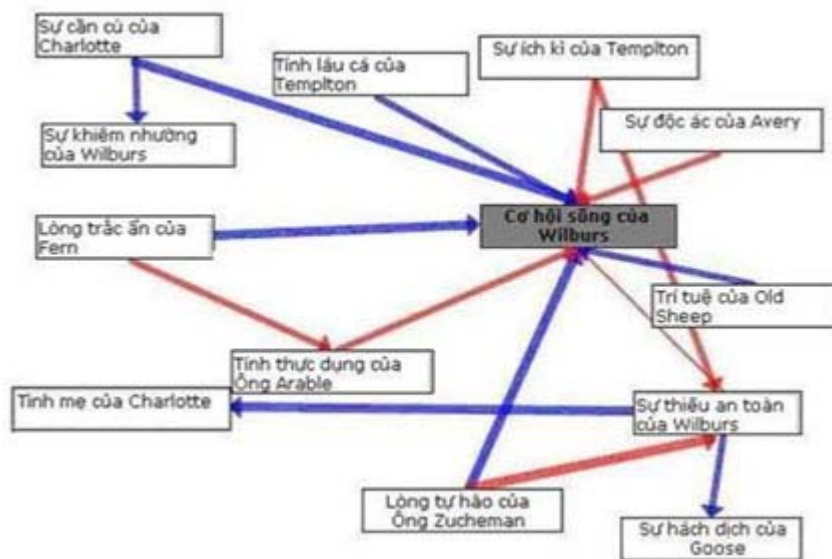 Sự cần cù của
Charlotte
Tính láu cá của
Templton
Sự ích kỉ của Templton
Sự khiêm nhường
của Wilburs
Sự độc ác của Avery
Cơ hội sống của
Wilburs
Lòng trắc ẩn của
Fern
Trí tuệ của Old
Sheep
Tính thực dụng của
Ông Arable
Tình mẹ của Charlotte
Sự thiếu an toàn
của Wilburs
Lòng tự hào của
Ông Zucheman
Sự hách dịch của
Goose